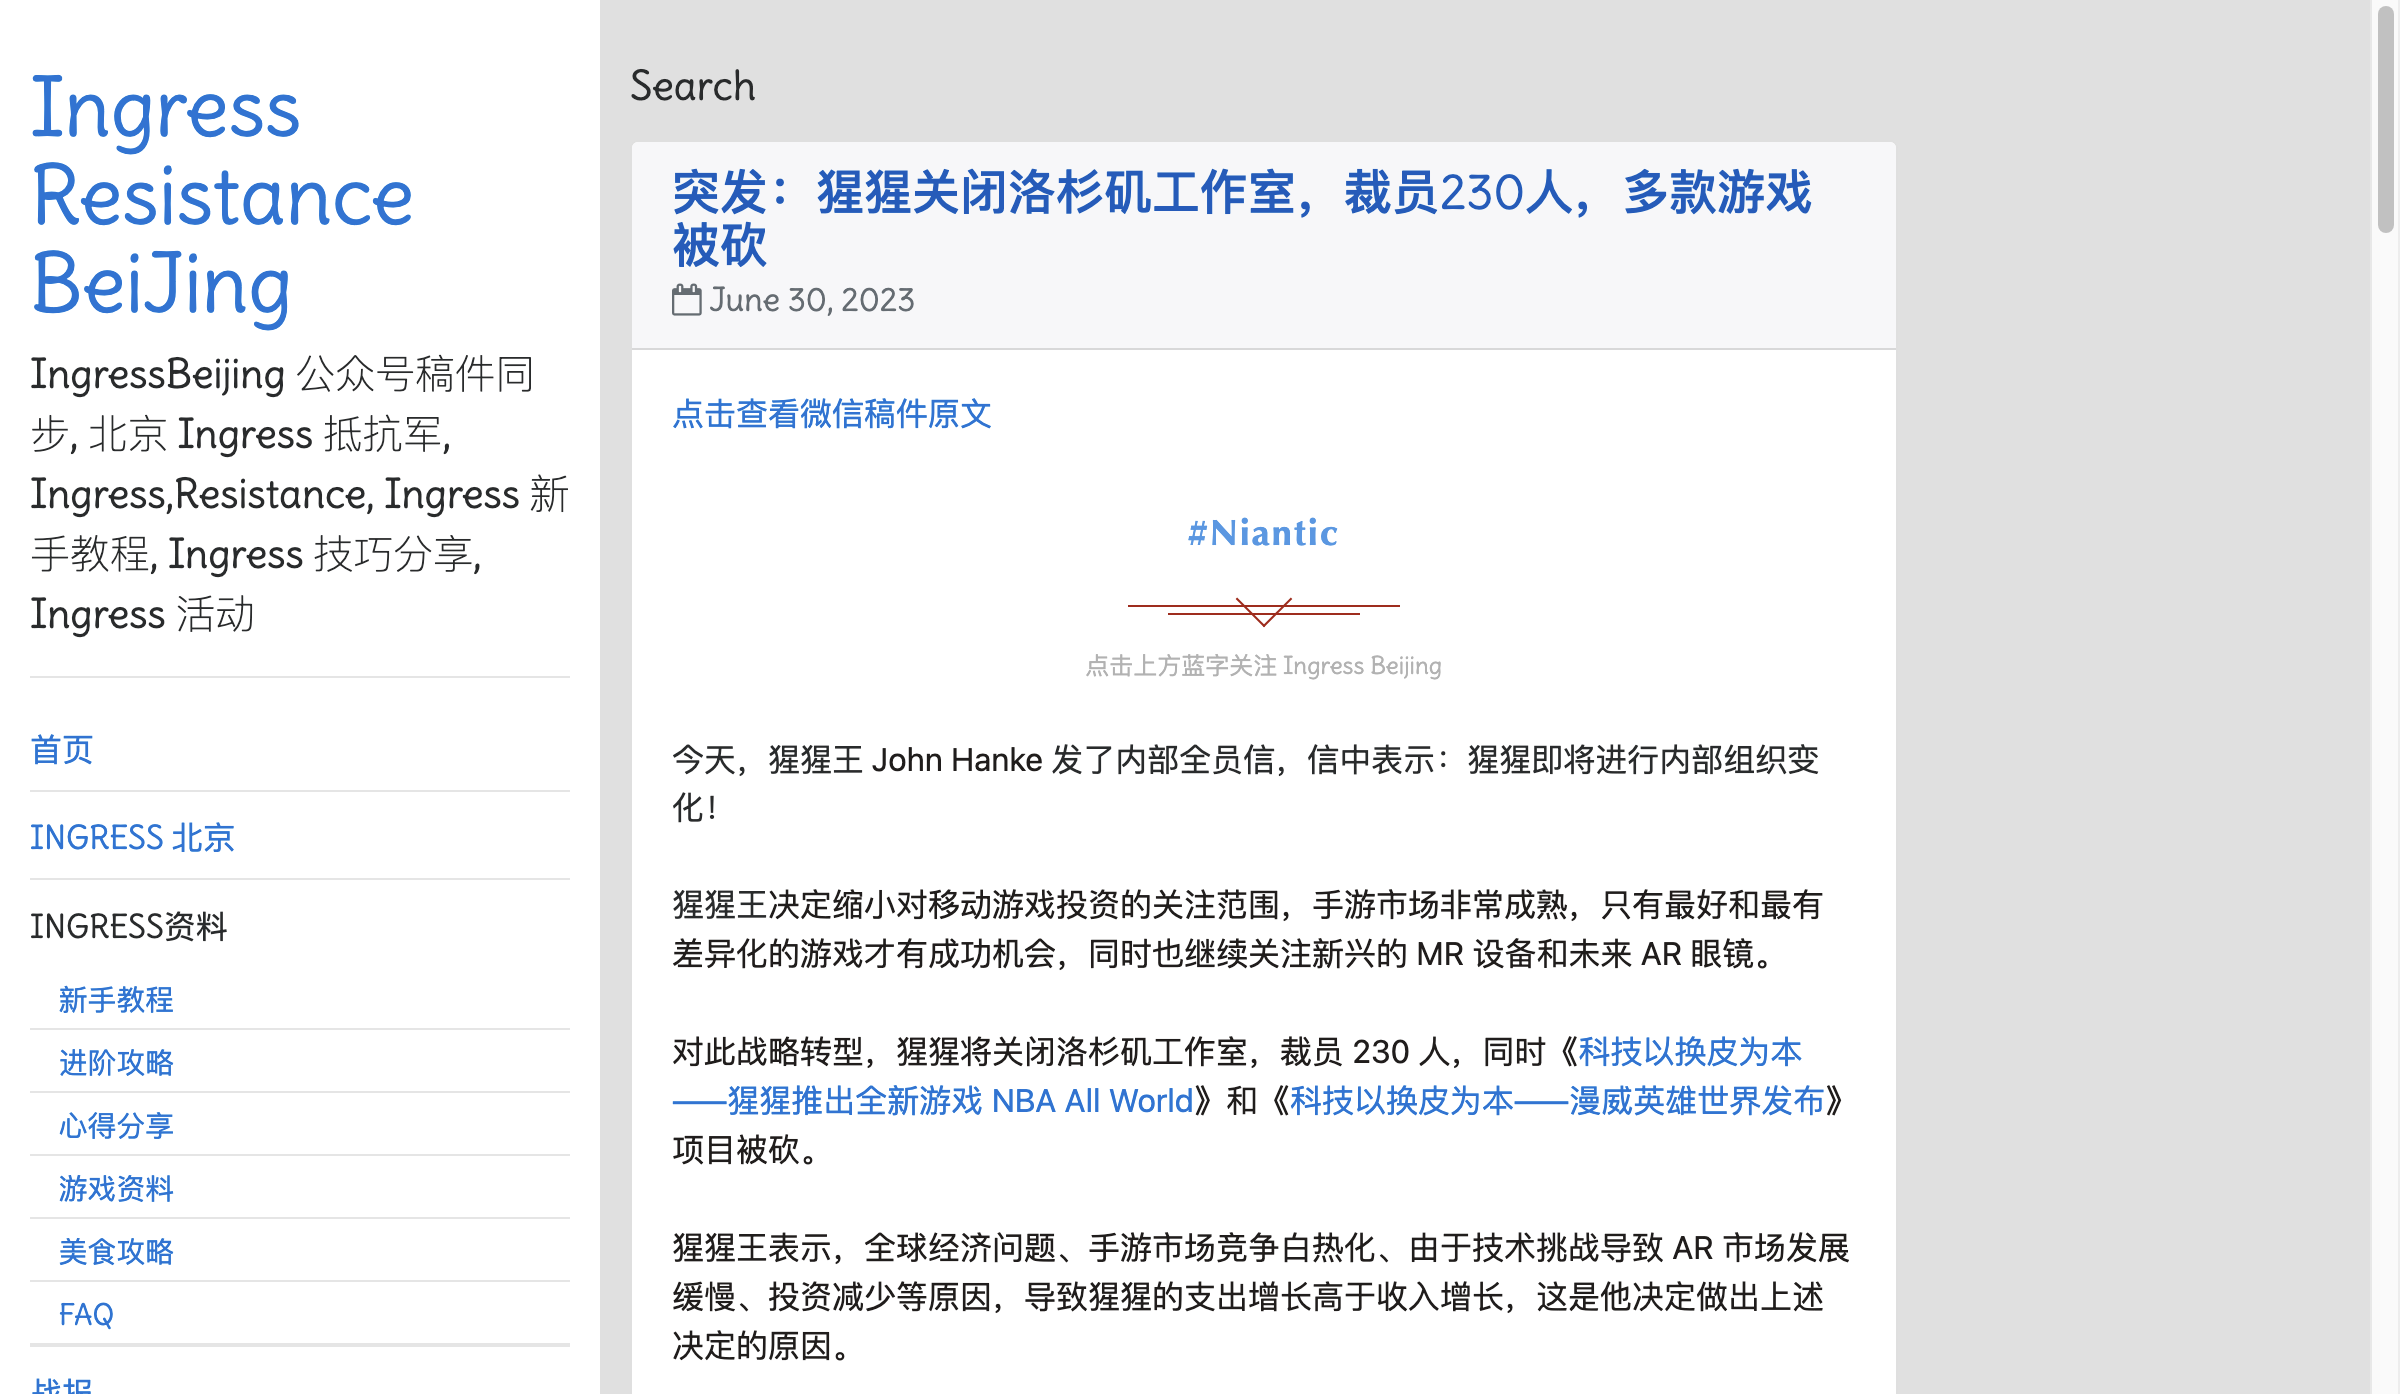 Ingress
Resistance
BeiJing
IngressBeijing 公众号稿件同
步, 北京 Ingress 抵抗军,
Ingress,Resistance, Ingress 新
手教程, Ingress 技巧分享,
Ingress 活动
首页
INGRESS 北京
INGRESS资料
新手教程
进阶攻略
心得分享
游戏资料
美食攻略
FAQ
战报
Search
突发：猩猩关闭洛杉矶工作室，裁员230人，多款游戏
被砍
June 30, 2023
点击查看微信稿件原文
#Niantic
点击上方蓝字关注 Ingress Beijing
今天，猩猩王 John Hanke 发了内部全员信，信中表示：猩猩即将进行内部组织变
化！
猩猩王决定缩小对移动游戏投资的关注范围，手游市场非常成熟，只有最好和最有
差异化的游戏才有成功机会，同时也继续关注新兴的 MR 设备和未来 AR 眼镜。
对此战略转型，猩猩将关闭洛杉矶工作室，裁员 230 人，同时《科技以换皮为本
——猩猩推出全新游戏 NBA All World》和《科技以换皮为本——漫威英雄世界发布》
项目被砍。
猩猩王表示，全球经济问题、手游市场竞争白热化、由于技术挑战导致 AR 市场发展
缓慢、投资减少等原因，导致猩猩的支出增长高于收入增长，这是他决定做出上述
决定的原因。